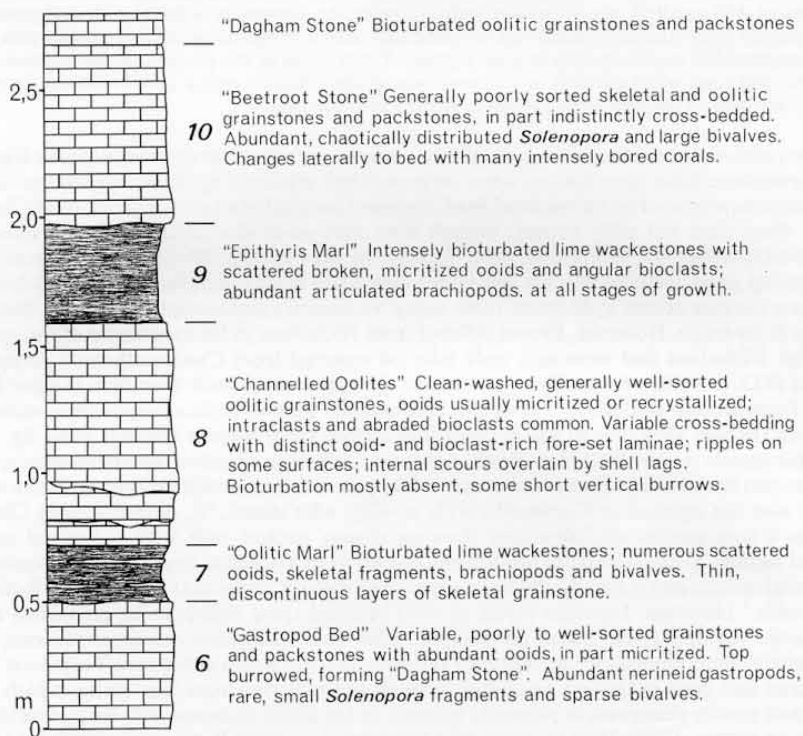 "Dagham Stone" Bioturbated oolitic grainstones and packstones
2,5
"Beetroot Stone" Generally poorly sorted skeletal and oolitic
grainstones and packstones, in part indistinctly cross-bedded.
10
Abundant, chaotically distributed Solenopora and large bivalves.
Changes laterally to bed with many intensely bored corals.
2,0
"Epithyris Marl" Intensely bioturbated lime wackestones with
9
scattered broken, micritized ooids and angular bioclasts;
abundant articulated brachiopods. at all stages of growth.
1,5
"Channelled Oolites" Clean-washed, generally well-sorted
oolitic grainstones, ooids usually micritized or recrystallized;
8
intraclasts and abraded bioclasts common. Variable cross-bedding
with distinct ooid- and bioclast-rich fore-set laminae; ripples on
some surfaces; internal scours overlain by shell lags.
1,0
Bioturbation mostly absent, some short vertical burrows.
"Oolitic Marl" Bioturbated lime wackestones; numerous scattered
7
ooids, skeletal fragments, brachiopods and bivalves. Thin,
discontinuous layers of skeletal grainstone.
0,5
"Gastropod Bed" Variable, poorly to well-sorted grainstones
6
and packstones with abundant ooids, in part micritized. Top
burrowed, forming "Dagham Stone". Abundant nerineid gastropods,
rare, small Solenopora fragments and sparse bivalves.
m
0